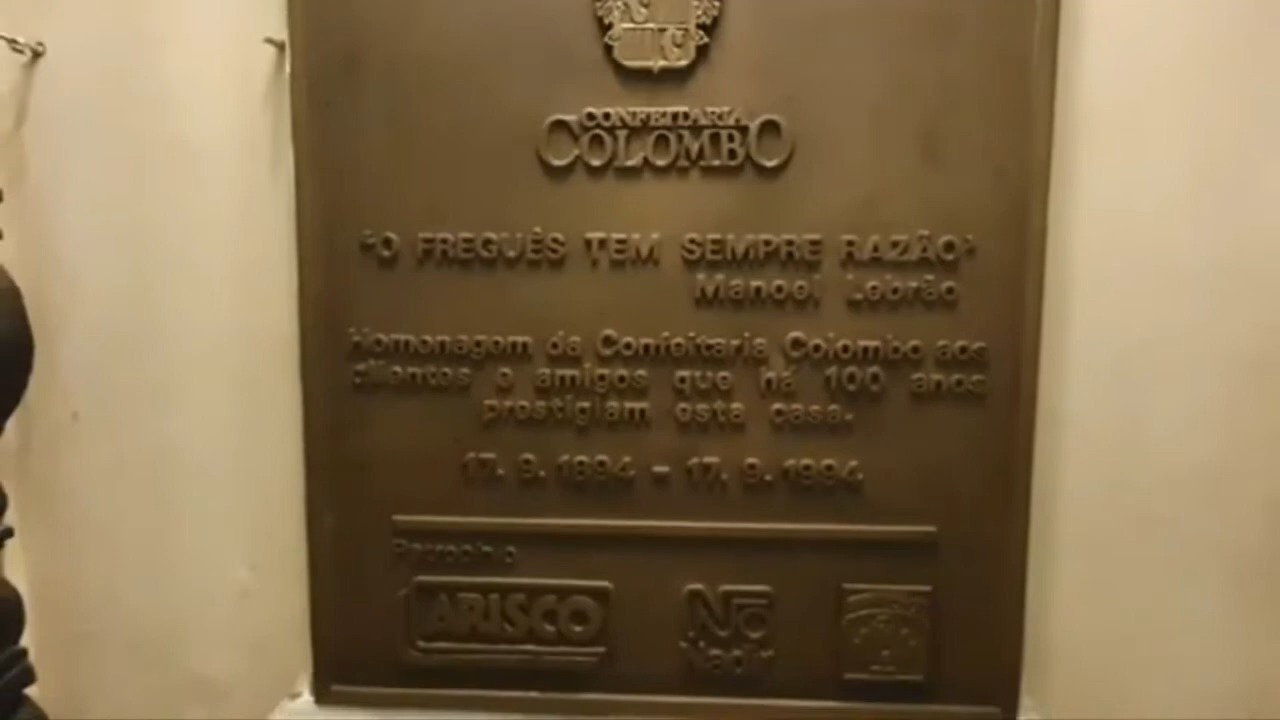 CONFEITARIA
COLOMBO
"O FREGUÊS TEM SEMPRE RAZÃO"
Manoel Lebrão
Homenagem da Confeitaria Colombo aos
clientes e amigos que há 100 anos
prestigiam esta casa.
17. 9. 1894 - 17. 9. 1994
Patrocínio
ARISCO
Nadir